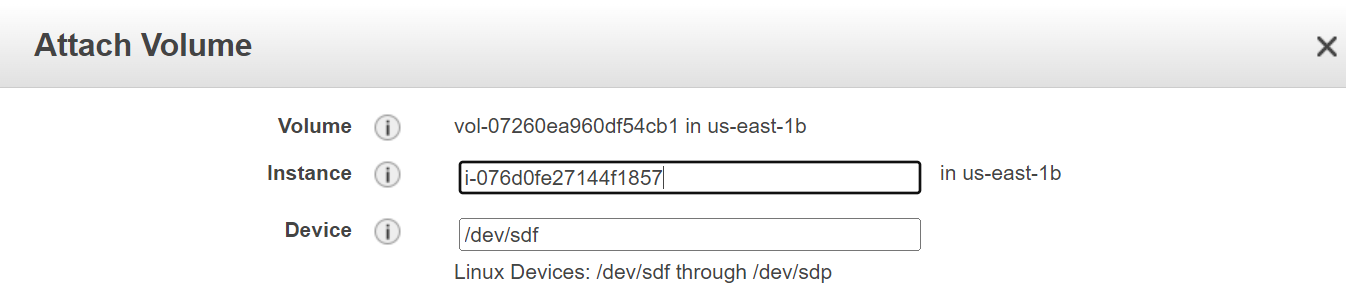 Attach Volume
Volume vol-07260ea960df54cb1 in us-east-1b
Instance i-076d0fe27144f1857 in us-east-1b
Device /dev/sdf
Linux Devices: /dev/sdf through /dev/sdp